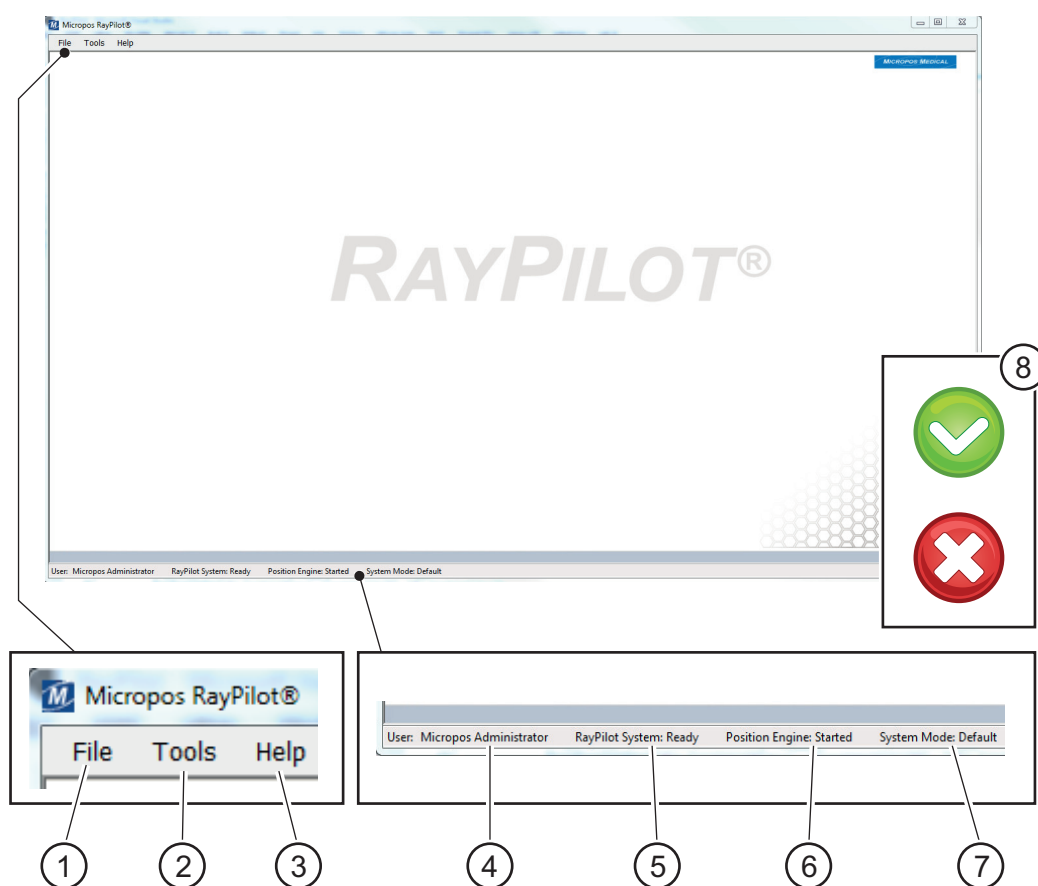 Micropos RayPilot®
File Tools Help
MICROPOS MEDICAL
RAYPILOT®
8
User: Micropos Administrator RayPilot System: Ready Position Engine: Started System Mode: Default
Micropos RayPilot®
File Tools Help
User: Micropos Administrator RayPilot System: Ready Position Engine: Started System Mode: Default
1 2 3 4 5 6 7